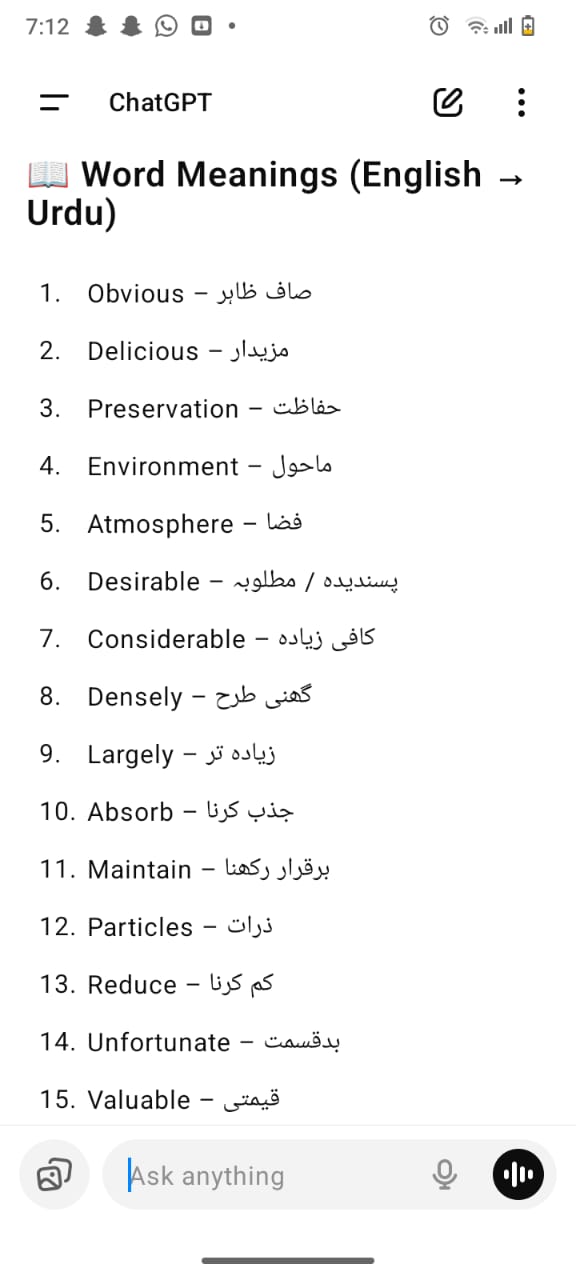 7:12
ChatGPT
📖 Word Meanings (English →
Urdu)
1. Obvious – صاف ظاہر
2. Delicious – مزیدار
3. Preservation – حفاظت
4. Environment – ماحول
5. Atmosphere – فضا
6. Desirable – پسندیدہ / مطلوبہ
7. Considerable – کافی زیادہ
8. Densely – گھنی طرح
9. Largely – زیادہ تر
10. Absorb – جذب کرنا
11. Maintain – برقرار رکھنا
12. Particles – ذرات
13. Reduce – کم کرنا
14. Unfortunate – بدقسمت
15. Valuable – قیمتی
Ask anything